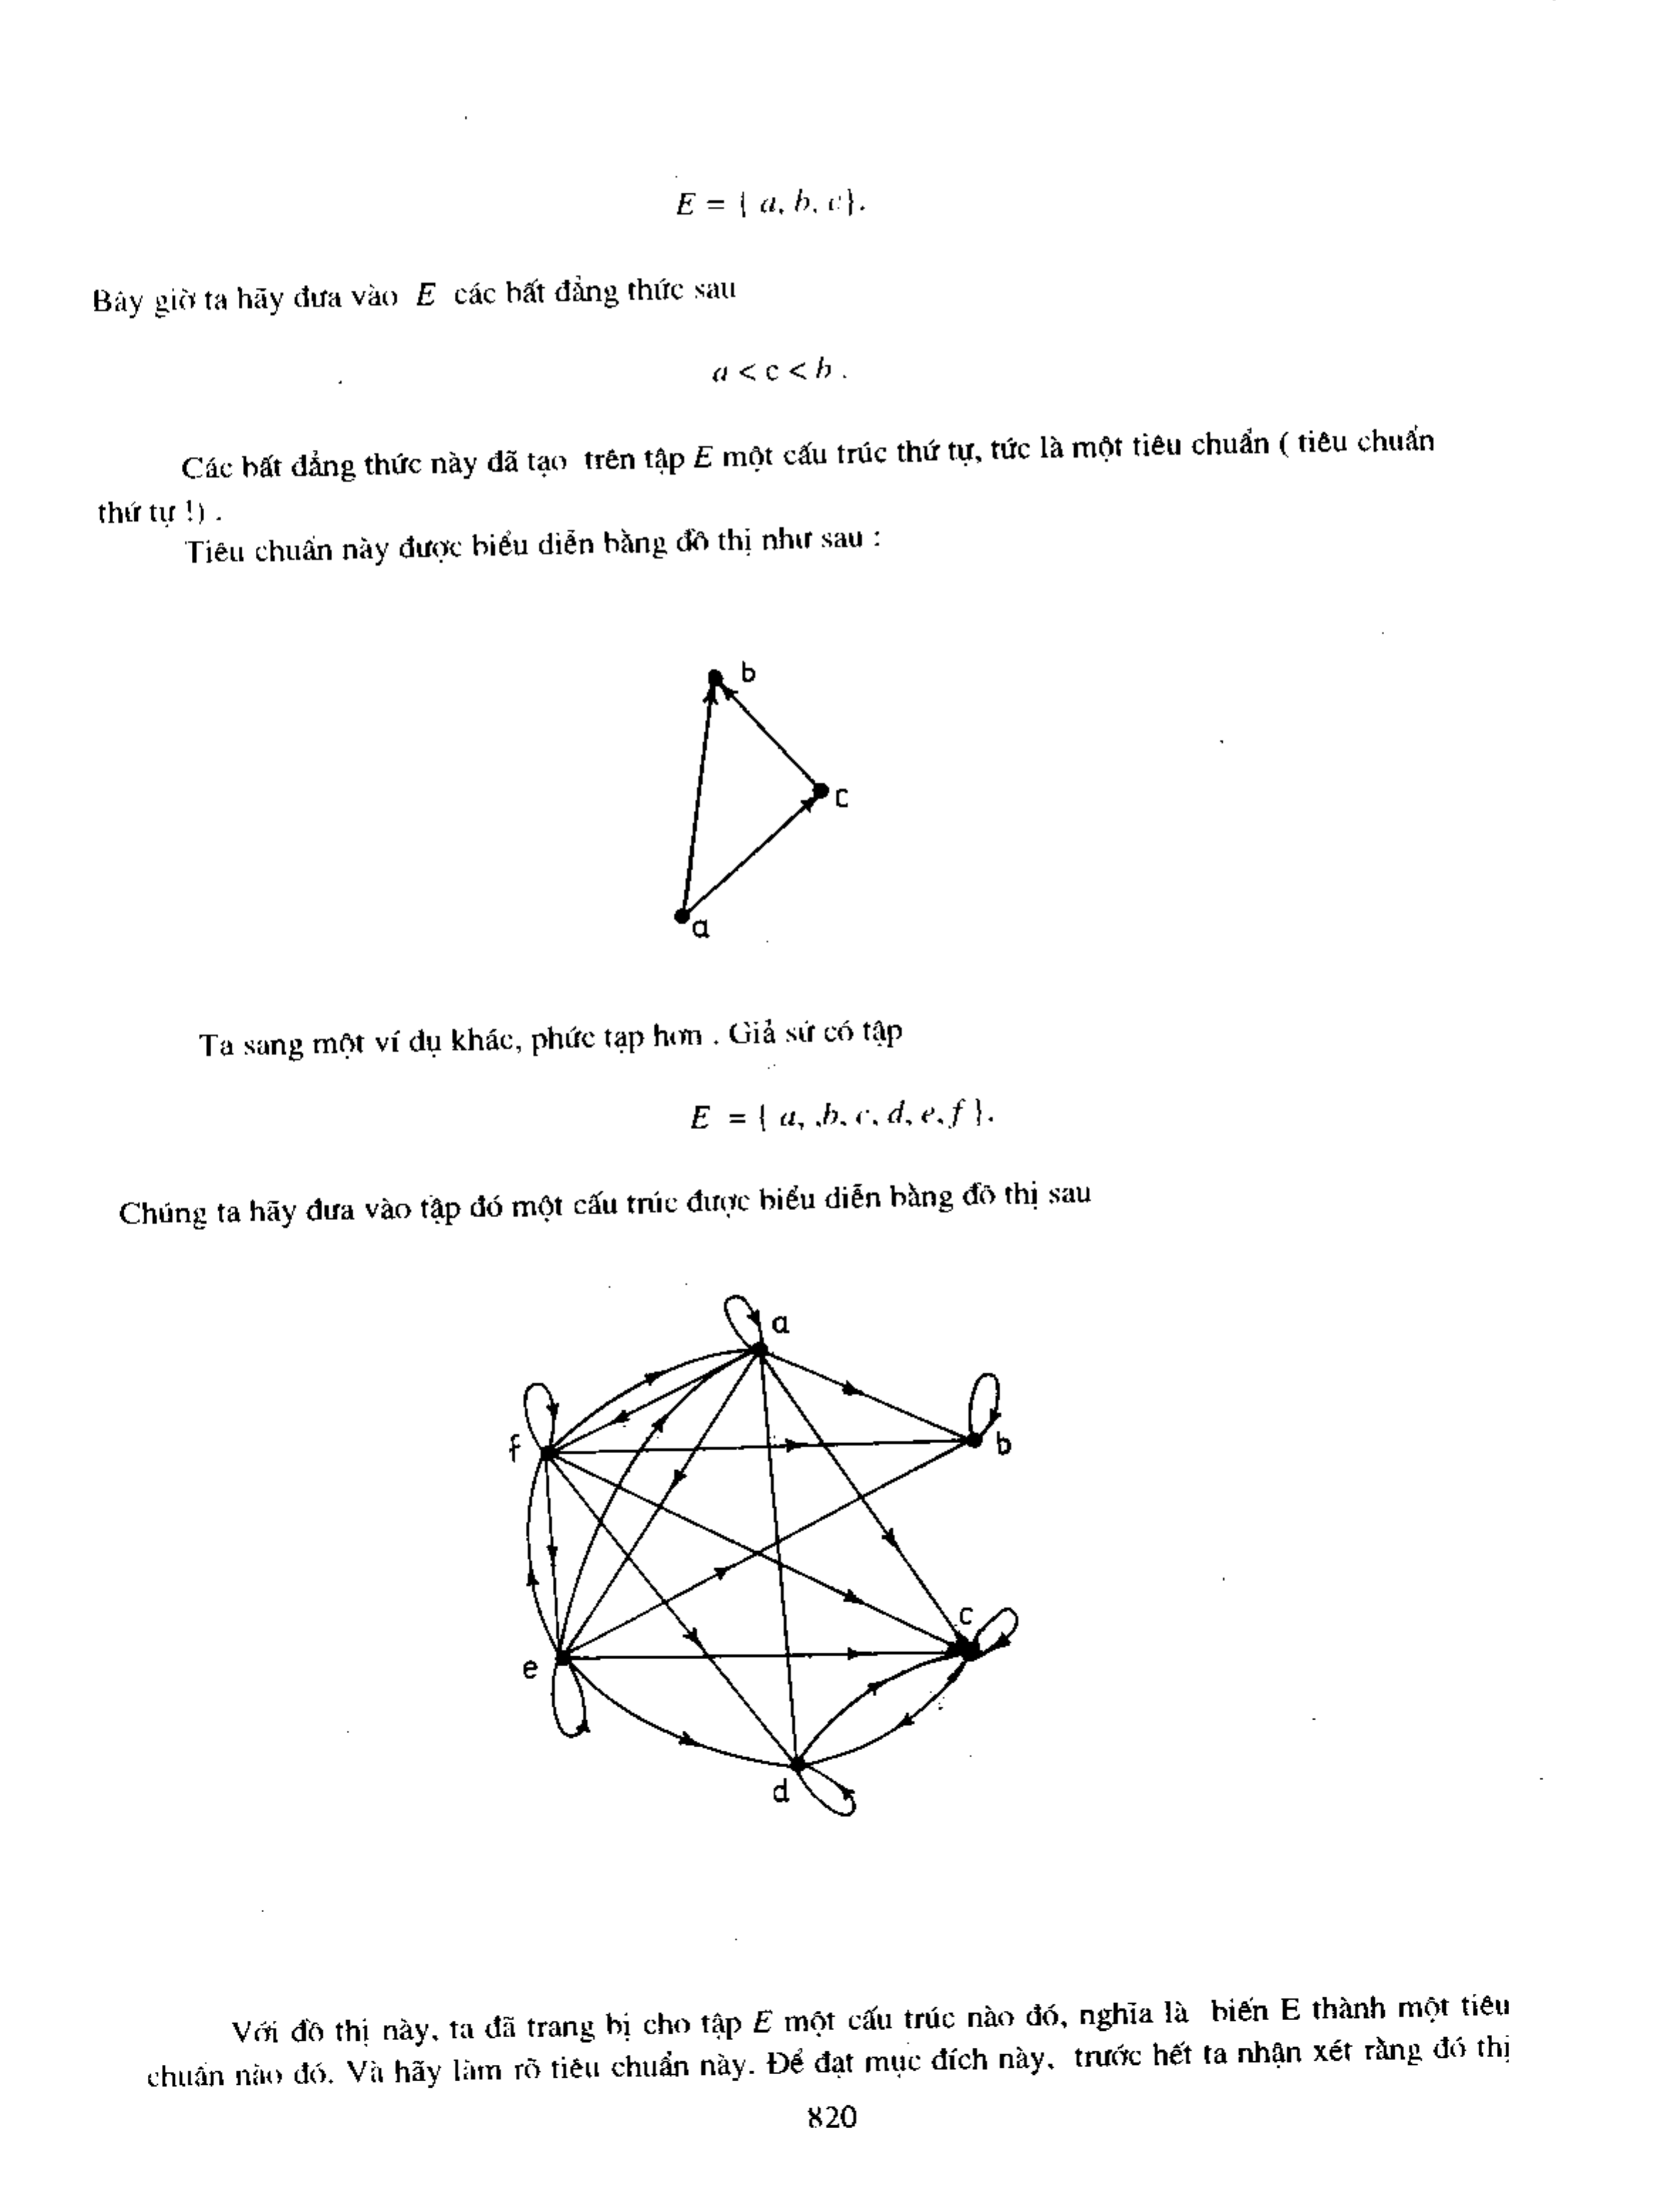 E = { a, b, c}.
Bây giờ ta hãy đưa vào E các bất đẳng thức sau
a < c < b .
Các bất đẳng thức này đã tạo trên tập E một cấu trúc thứ tự, tức là một tiêu chuẩn ( tiêu chuẩn
thứ tự !) .
Tiêu chuẩn này được biểu diễn bằng đồ thị như sau :
b
c
a
Ta sang một ví dụ khác, phức tạp hơn . Giả sử có tập
E = { a, ,b, c, d, e, f }.
Chúng ta hãy đưa vào tập đó một cấu trúc được biểu diễn bằng đồ thị sau
a
f
b
c
e
d
Với đồ thị này, ta đã trang bị cho tập E một cấu trúc nào đó, nghĩa là biến E thành một tiêu
chuẩn nào đó. Và hãy làm rõ tiêu chuẩn này. Để đạt mục đích này, trước hết ta nhận xét rằng đó thị
820